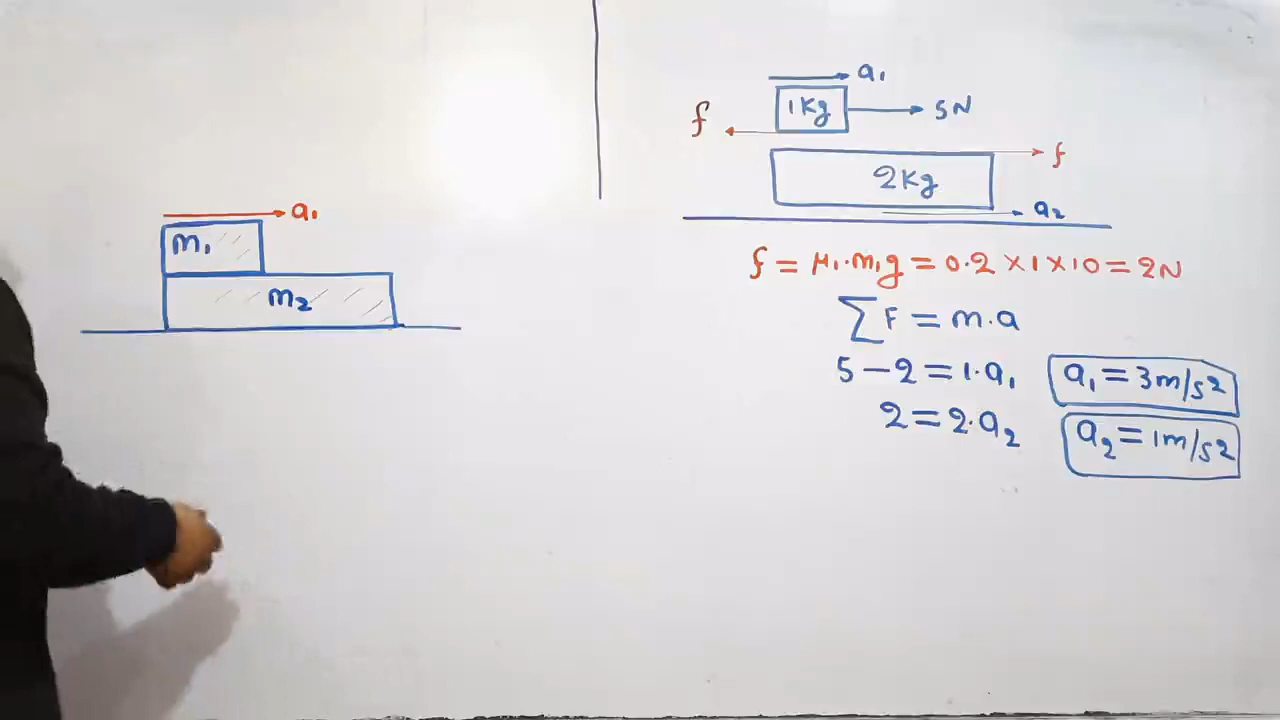 a₁
m₁
m₂
a₁
1Kg
5N
f
f
2Kg
a₂
f = μ₁.m₁g = 0.2 × 1 × 10 = 2N
∑F = m.a
5 - 2 = 1.a₁
a₁ = 3m/s²
2 = 2.a₂
a₂ = 1m/s²